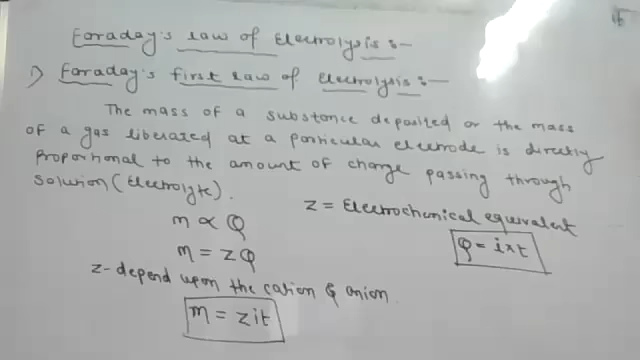 Faraday's law of Electrolysis :-
1) Faraday's first law of Electrolysis :-
The mass of a substance deposited or the mass
of a gas liberated at a particular electrode is directly
proportional to the amount of charge passing through
solution (Electrolyte).
m ∝ Q
z = Electrochemical equivalent
m = zQ
Q = i×t
z - depend upon the cation & anion.
m = zit